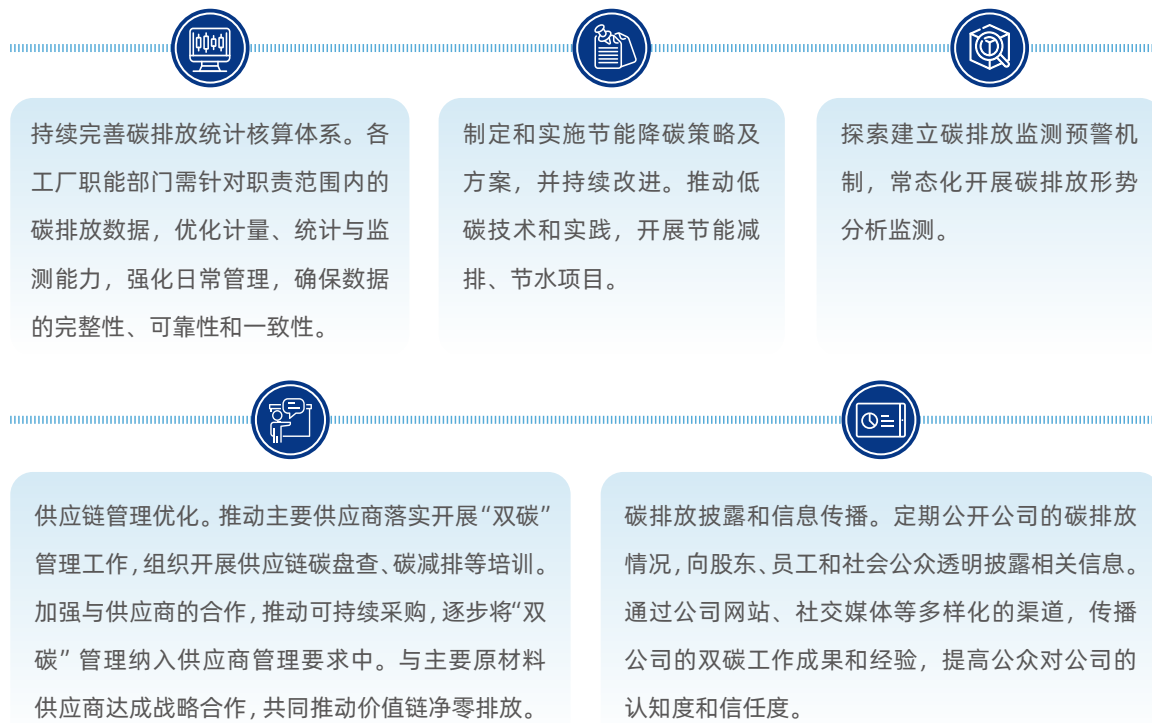 持续完善碳排放统计核算体系。各
工厂职能部门需针对职责范围内的
碳排放数据，优化计量、统计与监
测能力，强化日常管理，确保数据
的完整性、可靠性和一致性。
制定和实施节能降碳策略及
方案，并持续改进。推动低
碳技术和实践，开展节能减
排、节水项目。
探索建立碳排放监测预警机
制，常态化开展碳排放形势
分析监测。
供应链管理优化。推动主要供应商落实开展“双碳”
管理工作，组织开展供应链碳盘查、碳减排等培训。
加强与供应商的合作，推动可持续采购，逐步将“双
碳”管理纳入供应商管理要求中。与主要原材料
供应商达成战略合作，共同推动价值链净零排放。
碳排放披露和信息传播。定期公开公司的碳排放
情况，向股东、员工和社会公众透明披露相关信息。
通过公司网站、社交媒体等多样化的渠道，传播
公司的双碳工作成果和经验，提高公众对公司的
认知度和信任度。